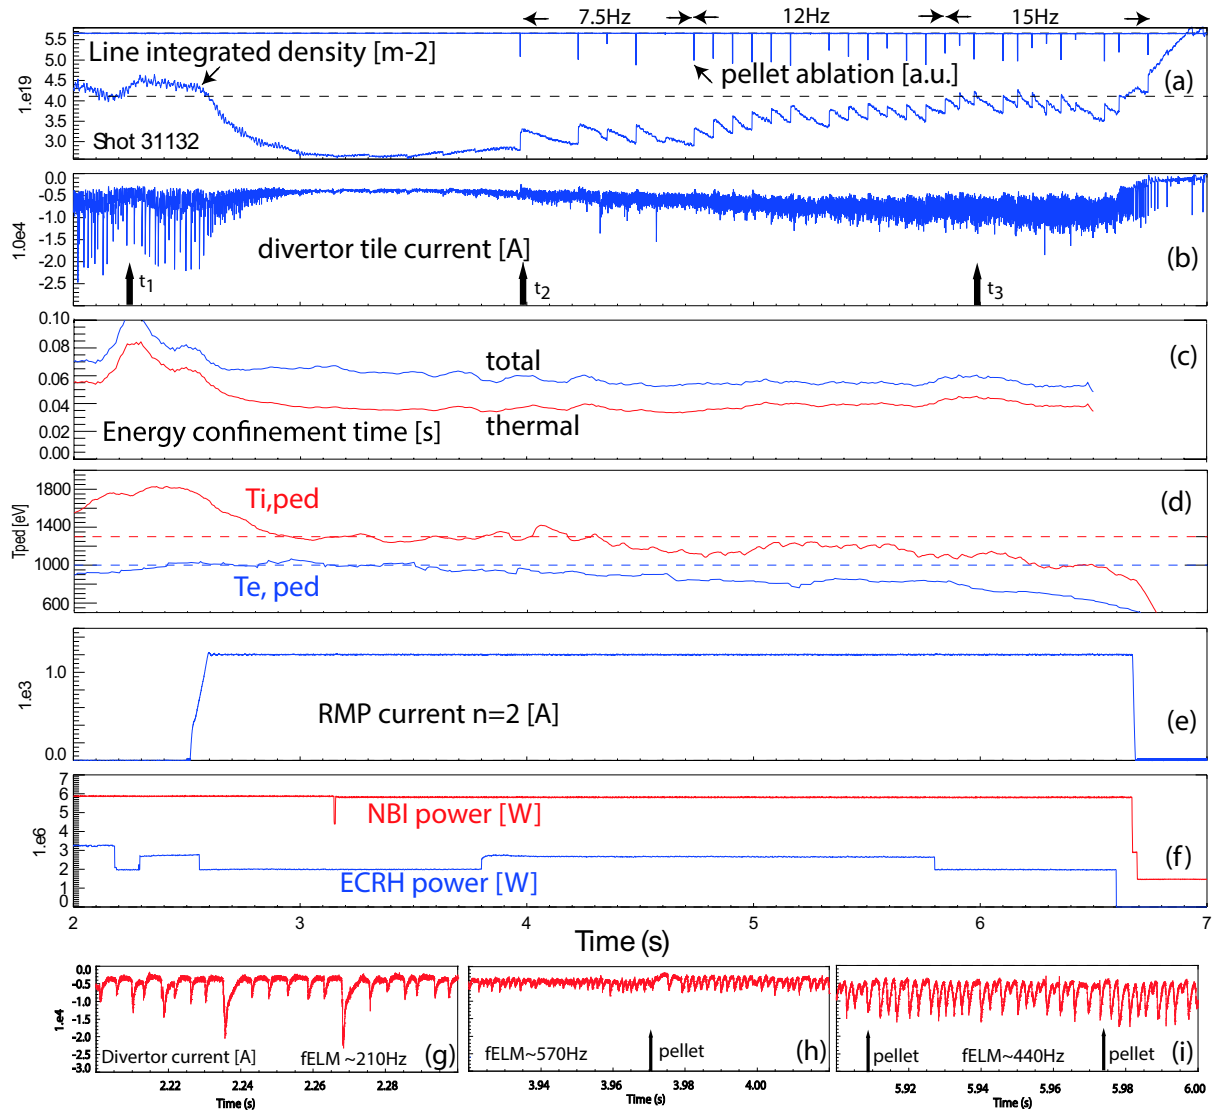 7.5Hz 12Hz 15Hz
5.5
5.0
4.5
4.0
3.5
3.0
1.e19
Line integrated density [m-2]
pellet ablation [a.u.]
(a)
Shot 31132
0.0
-0.5
-1.0
-1.5
-2.0
-2.5
1.0e4
divertor tile current [A]
(b)
t1
t2
t3
0.10
0.08
0.06
0.04
0.02
0.00
total
(c)
Energy confinement time [s]
thermal
1800
1400
1000
600
Tped [eV]
Ti,ped
(d)
Te, ped
1.0
0.0
1.e3
RMP current n=2 [A]
(e)
7
6
5
4
3
2
1
0
1.e6
NBI power [W]
(f)
ECRH power [W]
2 3 4 5 6 7
Time (s)
0.0
-0.5
-1.0
-1.5
-2.0
-2.5
-3.0
1.e4
Divertor current [A]
fELM ~210Hz
(g)
2.22 2.24 2.26 2.28
Time (s)
fELM~570Hz
pellet
(h)
3.94 3.96 3.98 4.00
Time (s)
pellet
fELM~440Hz
pellet
(i)
5.92 5.94 5.96 5.98 6.00
Time (s)